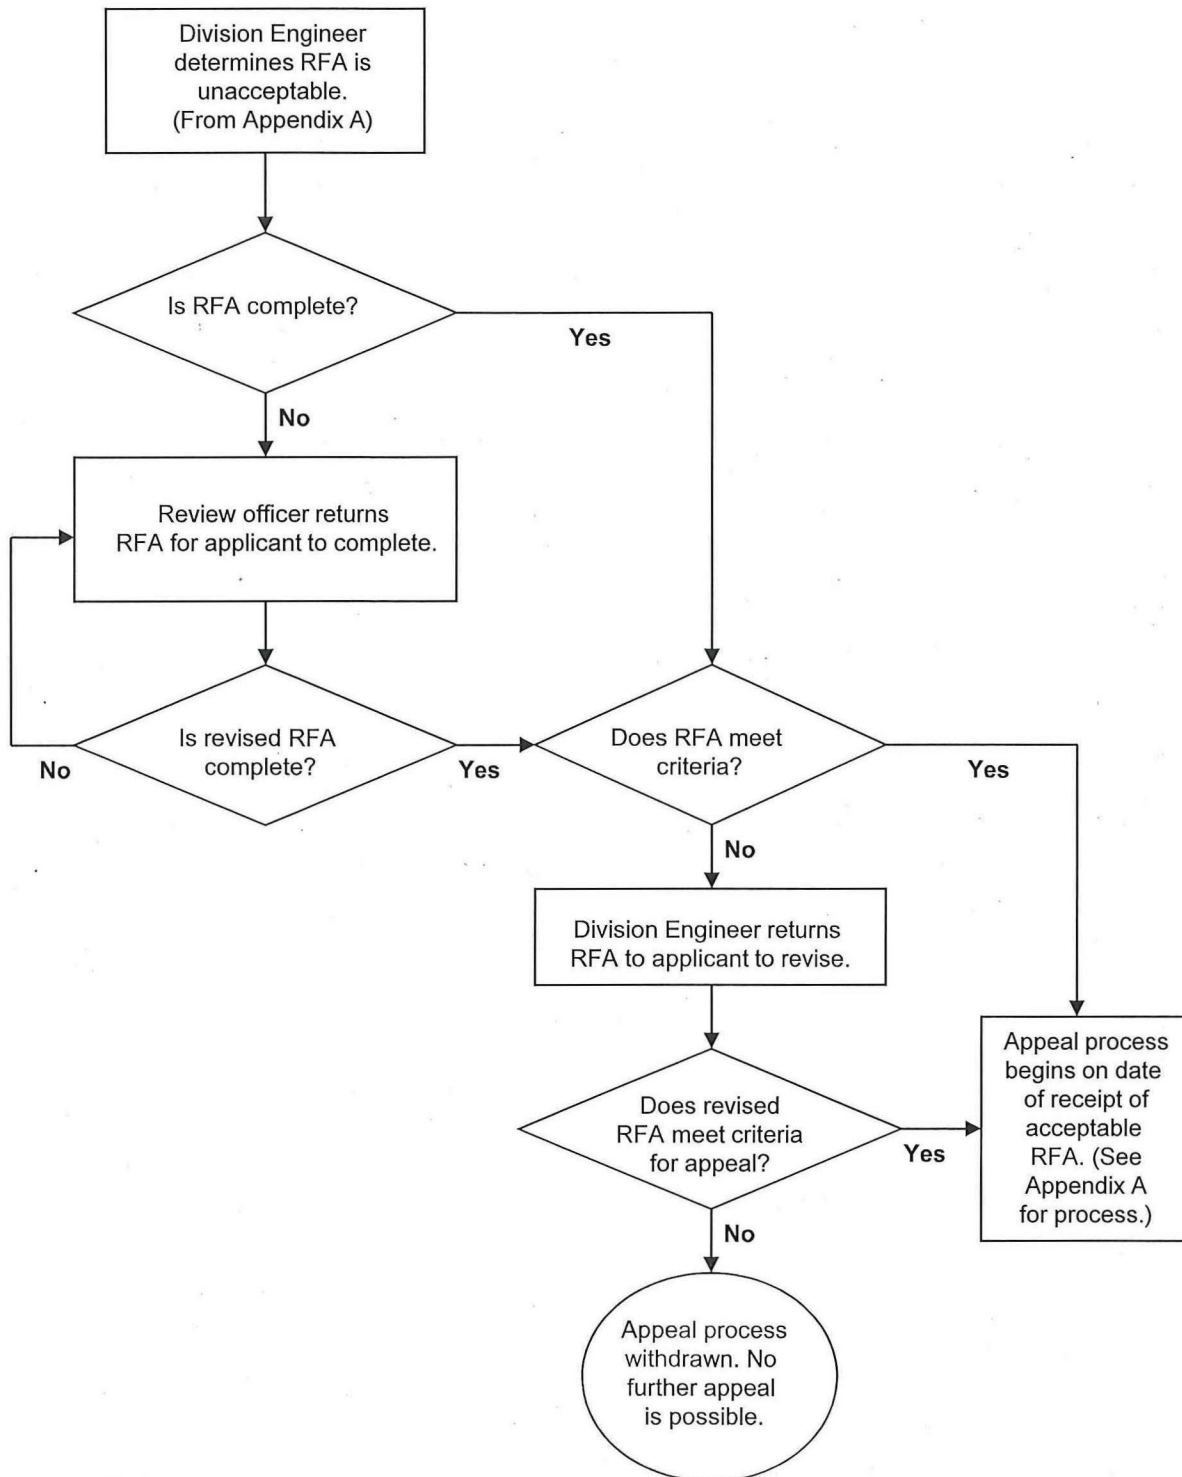 Division Engineer
determines RFA is
unacceptable.
(From Appendix A)
Is RFA complete?
Yes
No
Review officer returns
RFA for applicant to complete.
Is revised RFA
complete?
No
Yes
Does RFA meet
criteria?
Yes
No
Division Engineer returns
RFA to applicant to revise.
Does revised
RFA meet criteria
for appeal?
Yes
Appeal process
begins on date
of receipt of
acceptable
RFA. (See
Appendix A
for process.)
No
Appeal process
withdrawn. No
further appeal
is possible.